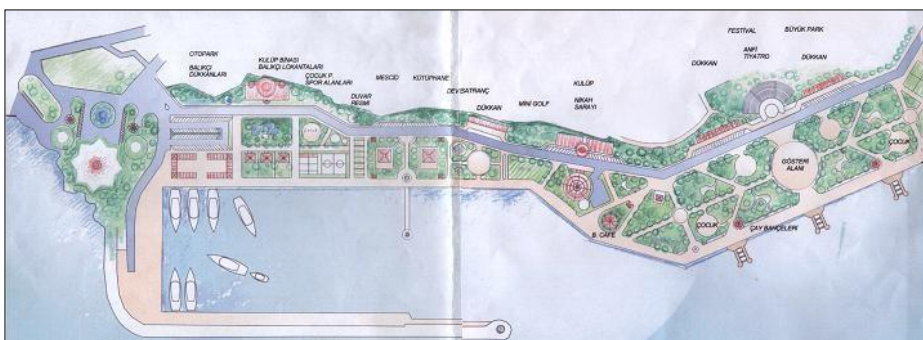 OTOPARK
BALIKÇI
DÜKKANLARI
KULÜP BİNASI
BALIKÇI LOKANTALARI
ÇOCUK P.
SPOR ALANLARI
DUVAR
RESMİ
MESCİD
KÜTÜPHANE
DEV SATRANÇ
DÜKKAN
MİNİ GOLF
KULÜP
NİKAH
SARAYI
FESTİVAL
BÜYÜK PARK
DÜKKAN
ANFİ
TİYATRO
DÜKKAN
GÖSTERİ
ALANI
ÇOCUK
ÇOCUK
B. CAFE
ÇAY BAHÇELERİ